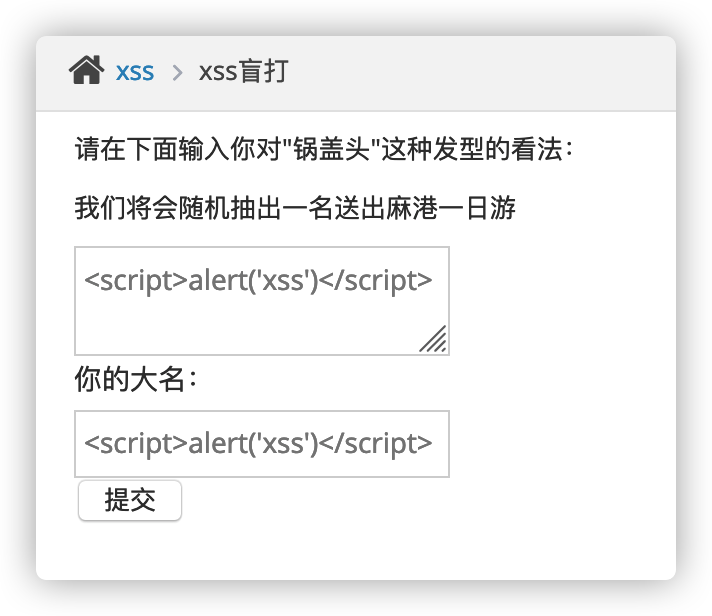 xss > xss盲打
请在下面输入你对"锅盖头"这种发型的看法：
我们将会随机抽出一名送出麻港一日游
<script>alert('xss')</script>
你的大名：
<script>alert('xss')</script>
提交